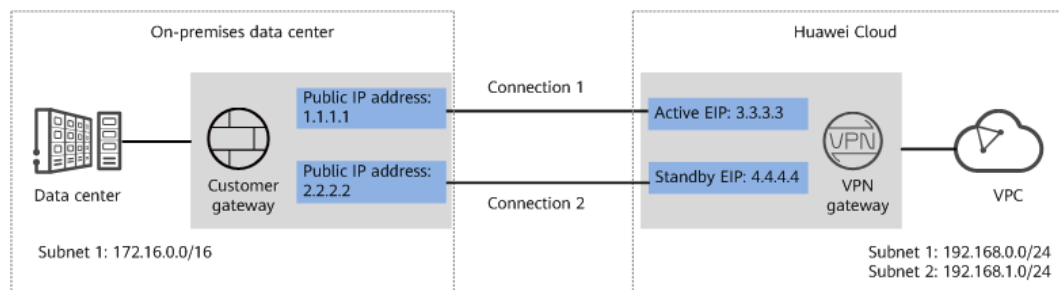 On-premises data center
Huawei Cloud
Public IP address:
1.1.1.1
Connection 1
Active EIP: 3.3.3.3
VPN
Public IP address:
2.2.2.2
Standby EIP: 4.4.4.4
Data center
Customer
gateway
Connection 2
VPN
gateway
VPC
Subnet 1: 172.16.0.0/16
Subnet 1: 192.168.0.0/24
Subnet 2: 192.168.1.0/24